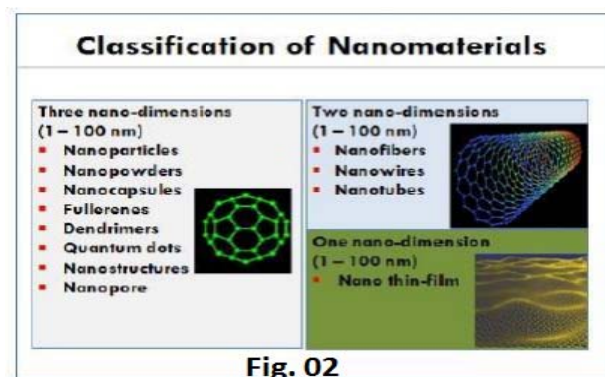 Classification of Nanomaterials
Three nano-dimensions
(1 – 100 nm)
Nanoparticles
Nanopowders
Nanocapsules
Fullerenes
Dendrimers
Quantum dots
Nanostructures
Nanopore
Two nano-dimensions
(1 – 100 nm)
Nanofibers
Nanowires
Nanotubes
One nano-dimension
(1 – 100 nm)
Nano thin-film
Fig. 02